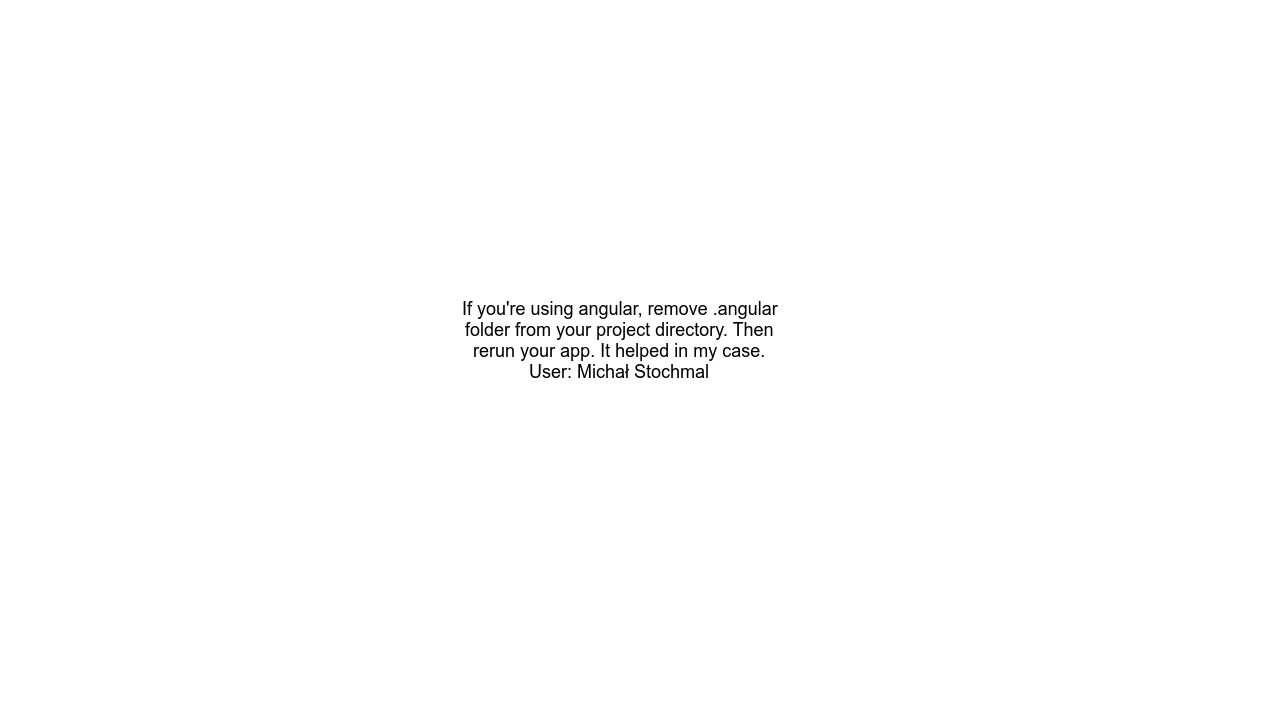 If you're using angular, remove .angular
folder from your project directory. Then
rerun your app. It helped in my case.
User: Michał Stochmal